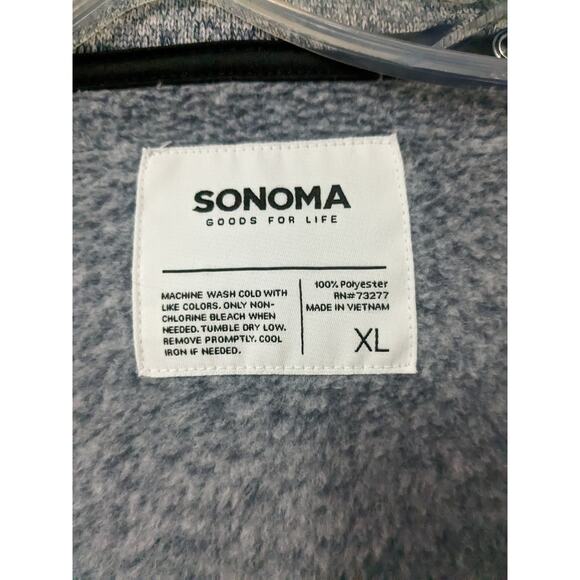 SONOMA
GOODS FOR LIFE
MACHINE WASH COLD WITH
LIKE COLORS. ONLY NON-
CHLORINE BLEACH WHEN
NEEDED. TUMBLE DRY LOW.
REMOVE PROMPTLY. COOL
IRON IF NEEDED.
100% Polyester
RN#73277
MADE IN VIETNAM
XL